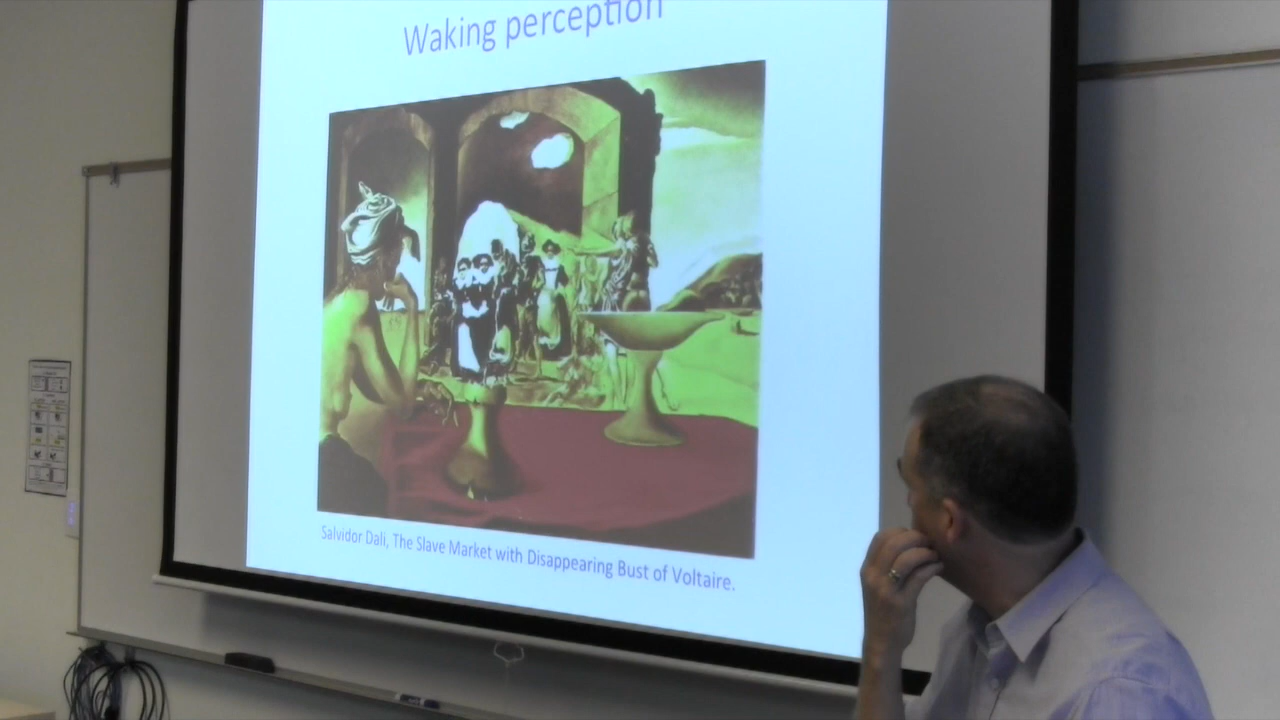 Waking perception
Salvidor Dali, The Slave Market with Disappearing Bust of Voltaire.